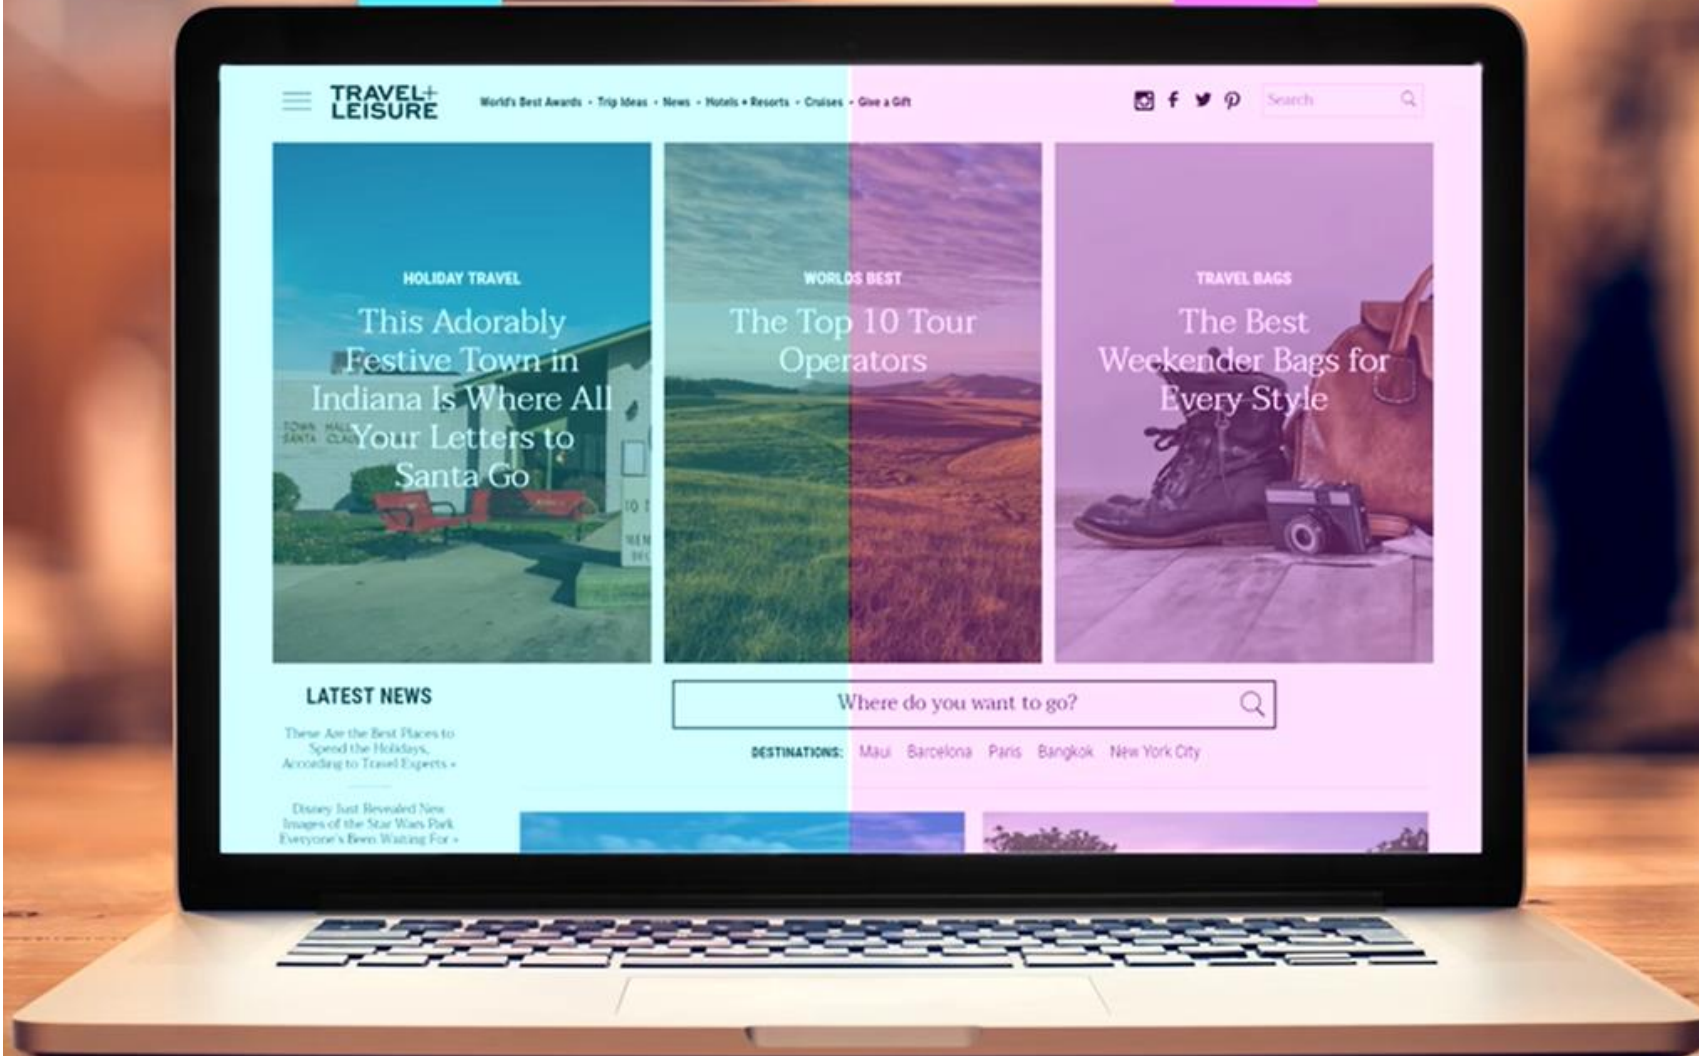 TRAVEL+
LEISURE
World's Best Awards • Trip Ideas • News • Hotels + Resorts • Cruises • Give a Gift
Search
HOLIDAY TRAVEL
This Adorably
Festive Town in
Indiana Is Where All
Your Letters to
Santa Go
TOWN HALL
SANTA
WORLDS BEST
The Top 10 Tour
Operators
TRAVEL BAGS
The Best
Weekender Bags for
Every Style
LATEST NEWS
These Are the Best Places to
Spend the Holidays,
According to Travel Experts »
Disney Just Revealed New
Images of the Star Wars Park
Everyone's Been Waiting For »
Where do you want to go?
DESTINATIONS: Maui Barcelona Paris Bangkok New York City